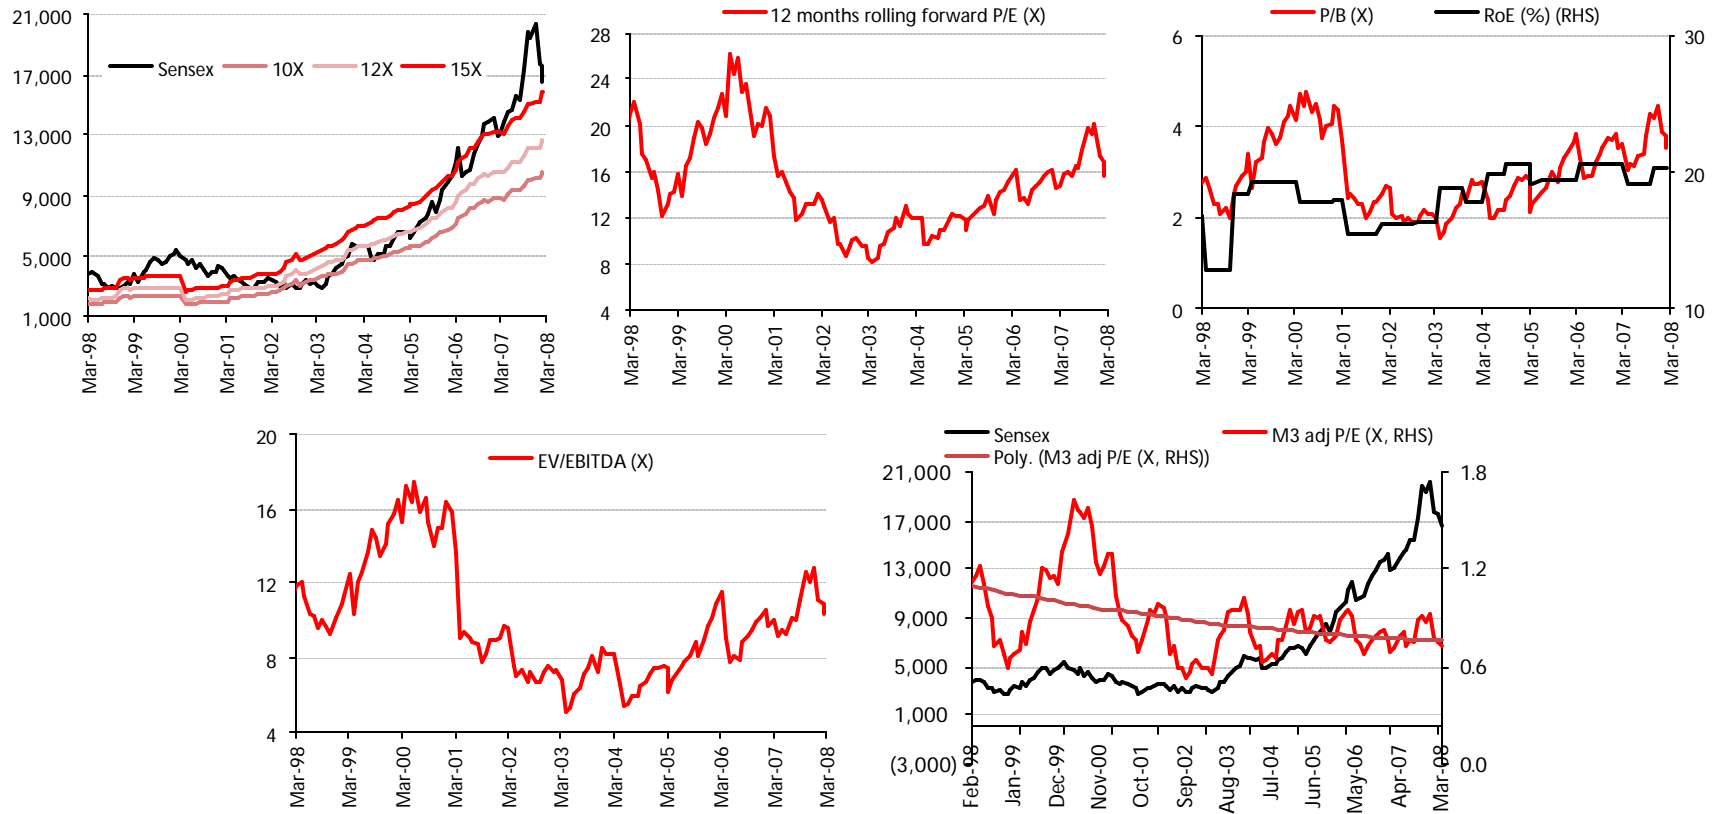 Sensex 10X 12X 15X
21,000
17,000
13,000
9,000
5,000
1,000
Mar-98 Mar-99 Mar-00 Mar-01 Mar-02 Mar-03 Mar-04 Mar-05 Mar-06 Mar-07 Mar-08
12 months rolling forward P/E (X)
28
24
20
16
12
8
4
Mar-98 Mar-99 Mar-00 Mar-01 Mar-02 Mar-03 Mar-04 Mar-05 Mar-06 Mar-07 Mar-08
P/B (X) RoE (%) (RHS)
6 30
4
20
2
0 10
Mar-98 Mar-99 Mar-00 Mar-01 Mar-02 Mar-03 Mar-04 Mar-05 Mar-06 Mar-07 Mar-08
EV/EBITDA (X)
20
16
12
8
4
Mar-98 Mar-99 Mar-00 Mar-01 Mar-02 Mar-03 Mar-04 Mar-05 Mar-06 Mar-07 Mar-08
Sensex M3 adj P/E (X, RHS)
Poly. (M3 adj P/E (X, RHS))
21,000 1.8
17,000
13,000 1.2
9,000
5,000 0.6
1,000
(3,000) 0.0
Feb-98 Jan-99 Dec-99 Nov-00 Oct-01 Sep-02 Aug-03 Jul-04 Jun-05 May-06 Apr-07 Mar-08